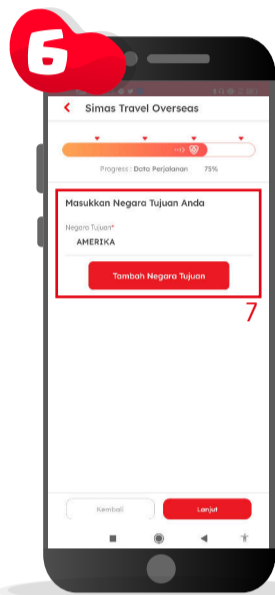 6
Simas Travel Overseas
Progress : Data Perjalanan 75%
Masukkan Negara Tujuan Anda
Negara Tujuan*
AMERIKA
Tambah Negara Tujuan
7
Kembali Lanjut